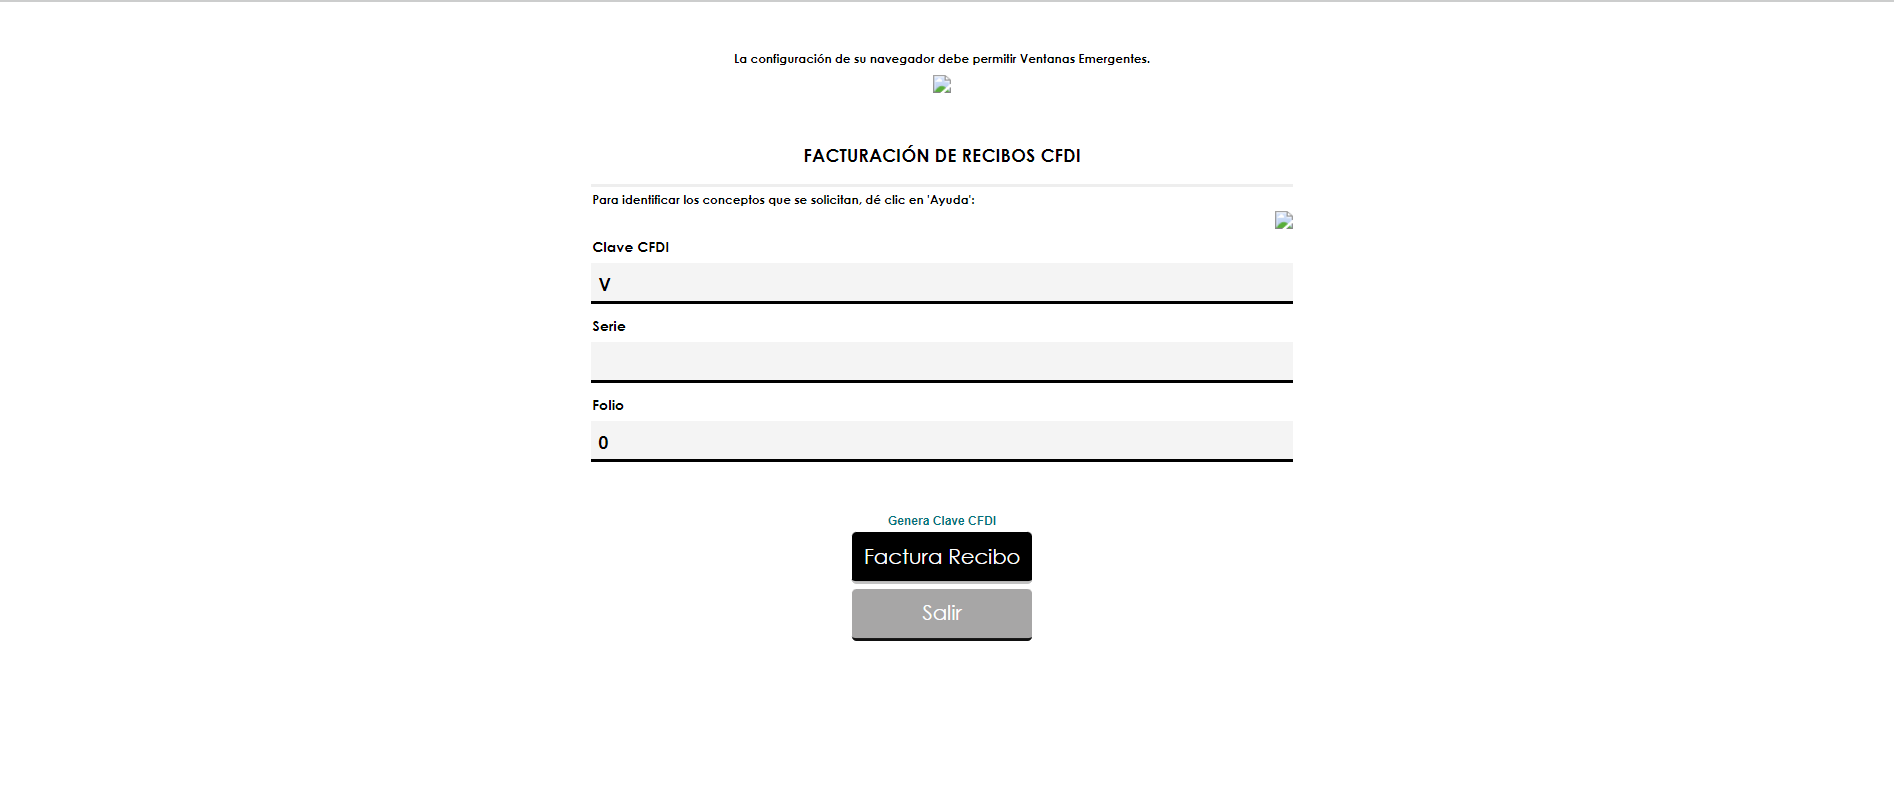 La configuración de su navegador debe permitir Ventanas Emergentes.
FACTURACIÓN DE RECIBOS CFDI
Para identificar los conceptos que se solicitan, dé clic en 'Ayuda':
Clave CFDI
V
Serie
Folio
0
Genera Clave CFDI
Factura Recibo
Salir